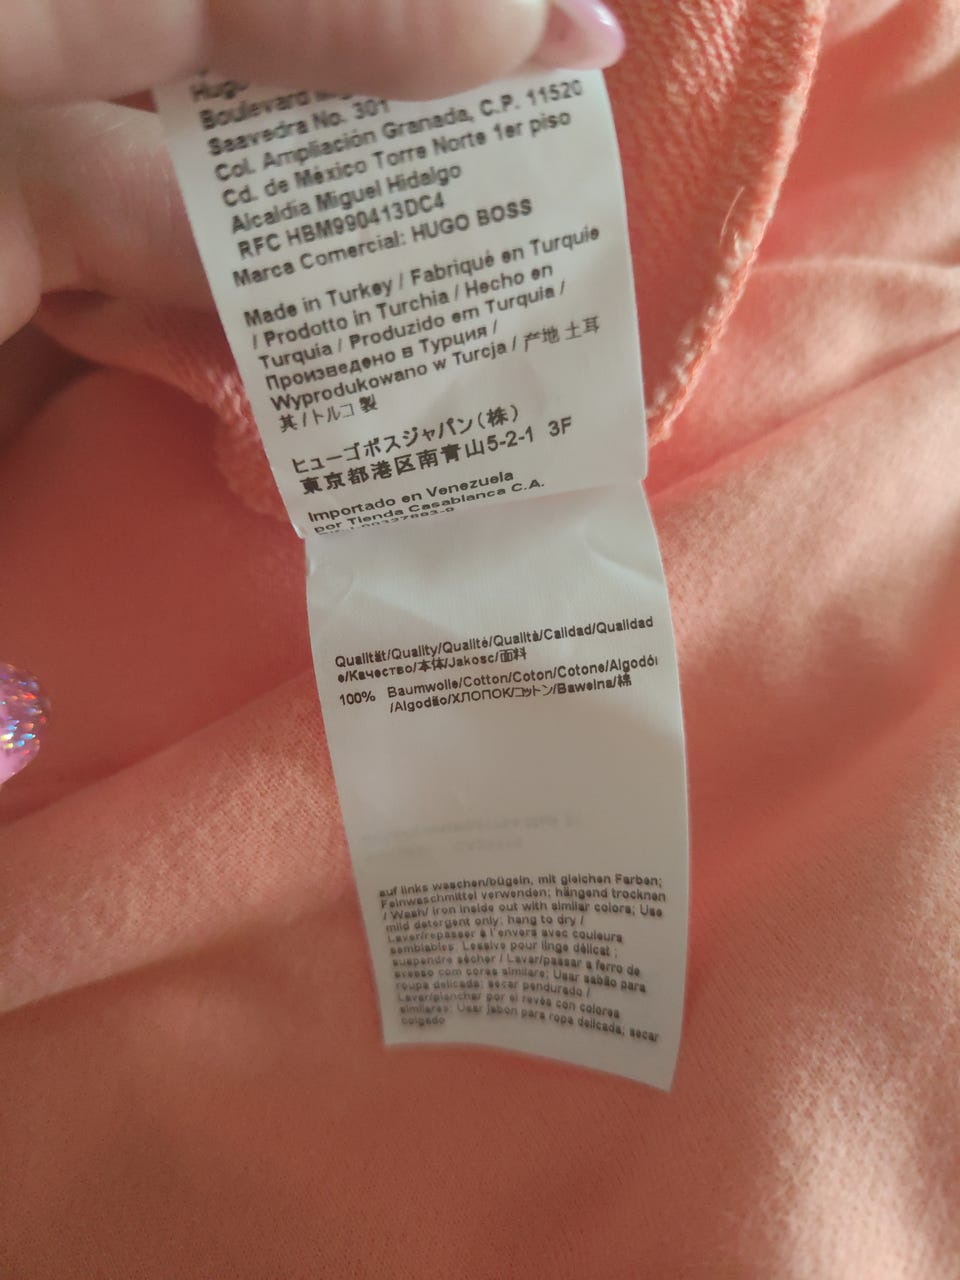 Hugo
Boulevard
Saavedra No. 301
Col. Ampliación Granada, C.P. 11520
Cd. de México Torre Norte 1er piso
Alcaldía Miguel Hidalgo
RFC HBM990413DC4
Marca Comercial: HUGO BOSS
Made in Turkey / Fabriqué en Turquie
/ Prodotto in Turchia / Hecho en
Turquia / Produzido em Turquia /
Произведено в Турция /
Wyprodukowano w Turcja / 产地 土耳
其 / トルコ 製
ヒューゴボスジャパン(株)
東京都港区南青山5-2-1 3F
Importado en Venezuela
por Tienda Casablanca C.A.
Qualität/Quality/Qualité/Qualità/Calidad/Qualidad
e/Качество/本体/Jakosc/面料
100% Baumwolle/Cotton/Coton/Cotone/Algodó
/Algodão/ХЛОПОК/コットン/Bawelna/棉
auf links waschen/bügeln, mit gleichen Farben;
Feinwaschmittel verwenden; hängend trocknen
/ Wash/ iron inside out with similar colors; Use
mild detergent only; hang to dry /
Laver/repasser à l'envers avec couleurs
semblables. Lessive pour linge délicat ;
suspendre sécher / Lavar/passar a ferro de
avesso com cores similare; Usar sabão para
roupa delicada; secar pendurado /
Lavar/planchar por el revés con colores
similares; Usar jabon para ropa delicada; secar
colgado